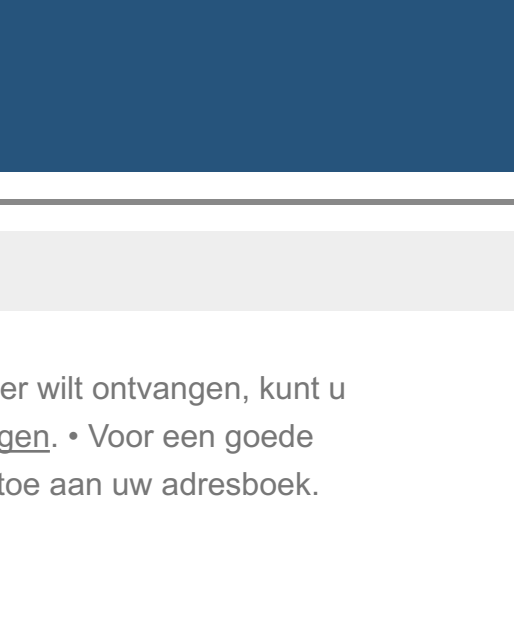 er wilt ontvangen, kunt u
gen. • Voor een goede
toe aan uw adresboek.